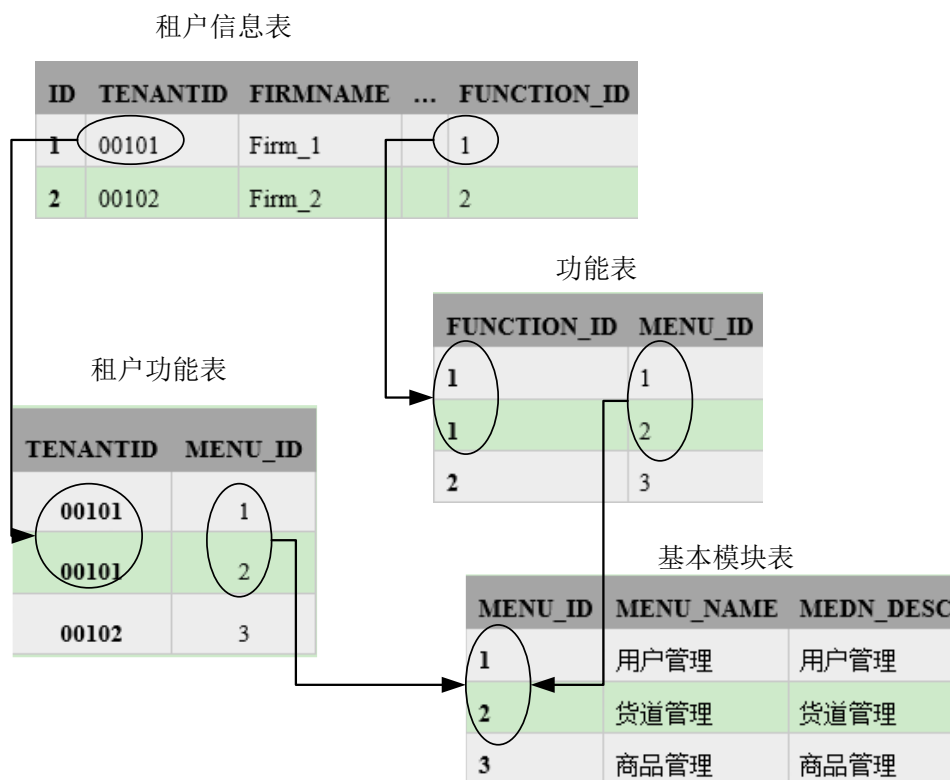 租户信息表
ID TENANTID FIRMNAME ... FUNCTION_ID
1 00101 Firm_1 1
2 00102 Firm_2 2
功能表
FUNCTION_ID MENU_ID
1 1
1 2
2 3
租户功能表
TENANTID MENU_ID
00101 1
00101 2
00102 3
基本模块表
MENU_ID MENU_NAME MEDN_DESC
1 用户管理 用户管理
2 货道管理 货道管理
3 商品管理 商品管理